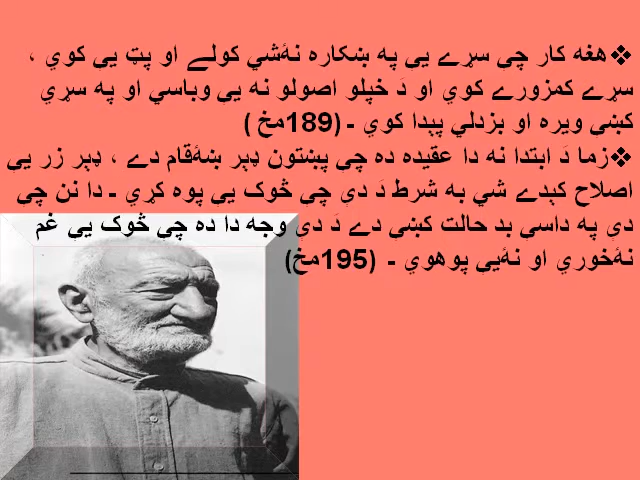 ❖هغه کار چې سړے يې په ښکاره نۀشي کولے او پټ يې کوي ،
سړے کمزورے کوي او دَ خپلو اصولو نه يې وباسي او په سړي
کښې ويره او بزدلي پېدا کوي ـ (189مخ )
❖زما دَ ابتدا نه دا عقيده ده چې پښتون ډېر ښۀقام دے ، ډېر زر يې
اصلاح کېدے شي به شرط دَ دې چې څوک يې پوه کړي ـ دا نن چې
دې په داسې بد حالت کښې دے دَ دې وجه دا ده چې څوک يې غم
نۀخوري او نۀيې پوهوي ـ (195مخ)